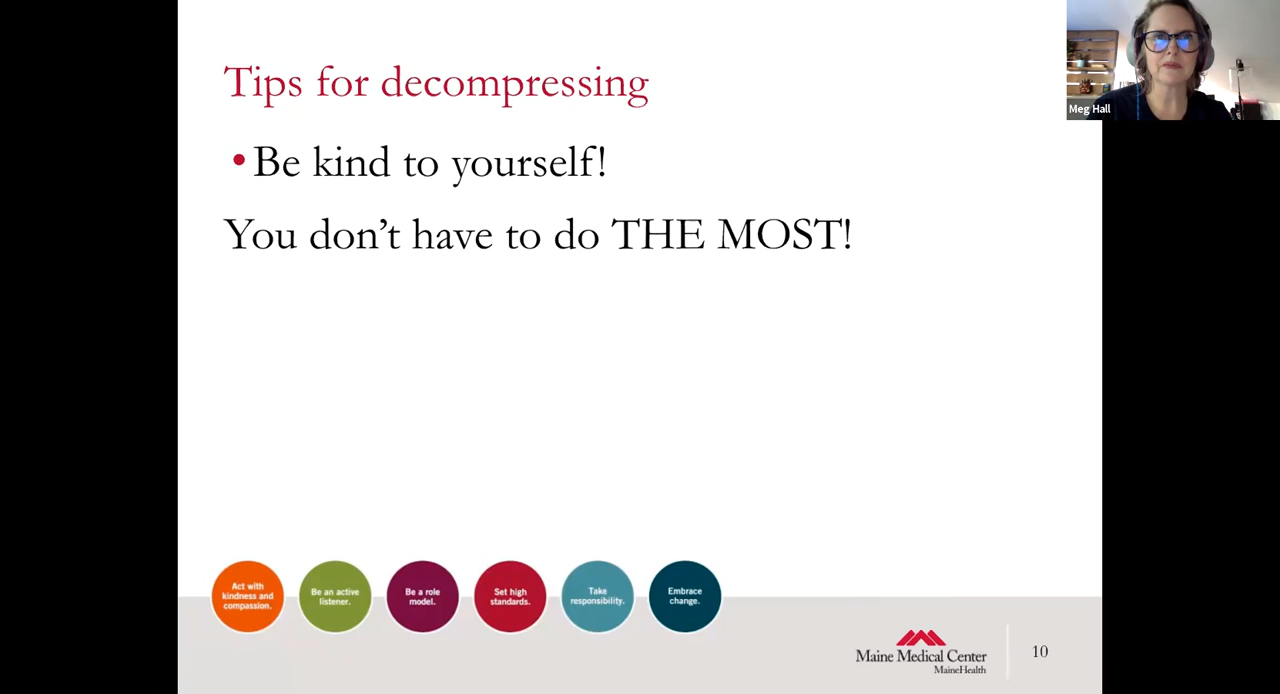 Tips for decompressing
Meg Hall
•Be kind to yourself!
You don’t have to do THE MOST!
Act with
kindness and
compassion.
Be an active
listener.
Be a role
model.
Set high
standards.
Take
responsibility.
Embrace
change.
Maine Medical Center
MaineHealth
10